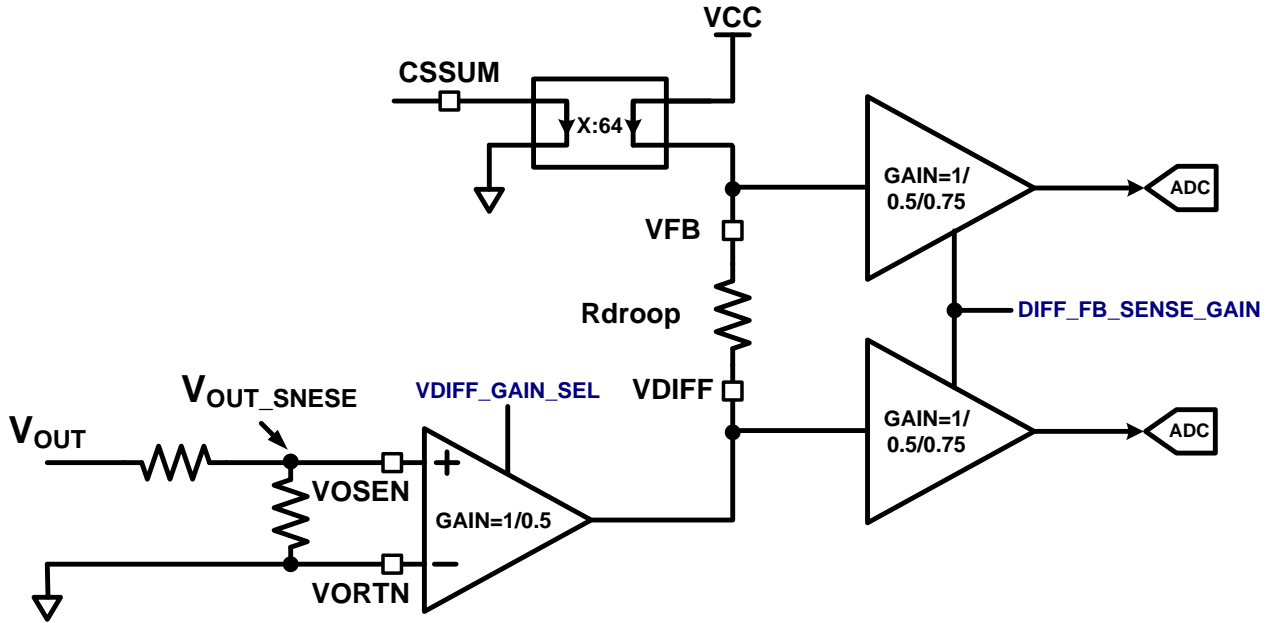 VCC
CSSUM
X:64
GAIN=1/
0.5/0.75
ADC
VFB
Rdroop
DIFF_FB_SENSE_GAIN
VDIFF
VOUT_SNESE
VDIFF_GAIN_SEL
GAIN=1/
0.5/0.75
ADC
VOUT
+
VOSEN
GAIN=1/0.5
−
VORTN